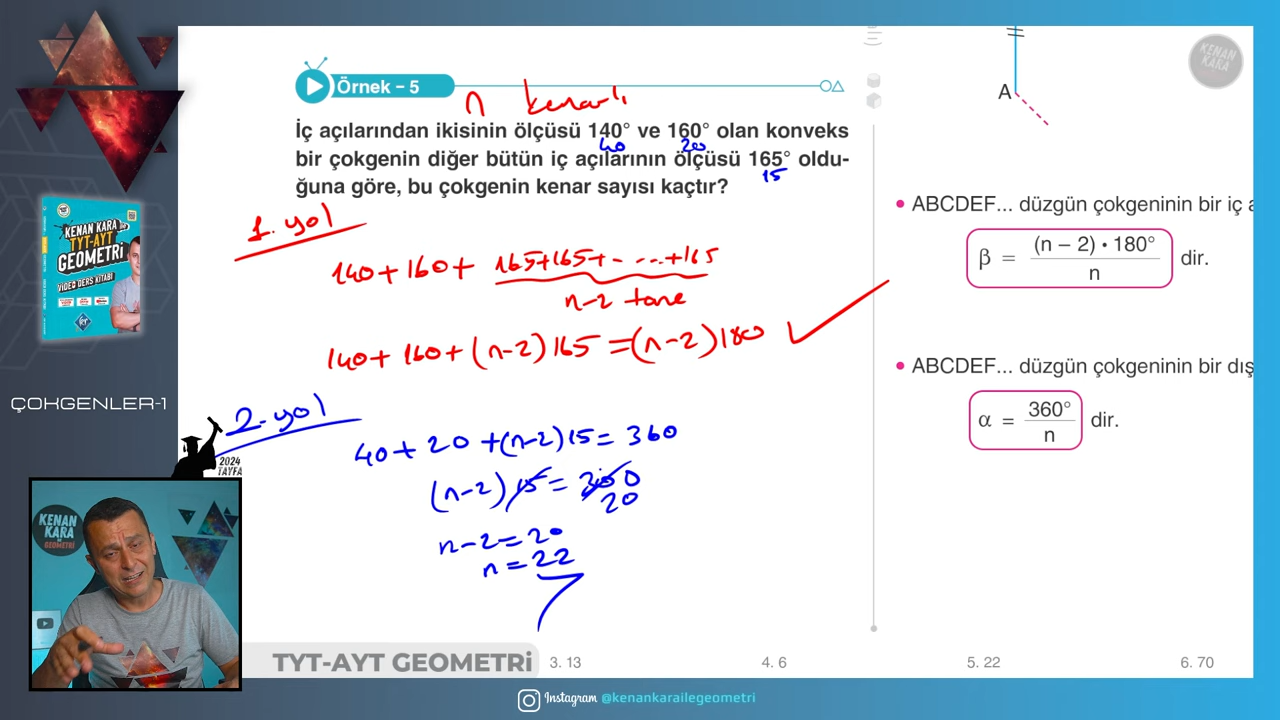 Örnek – 5
n kenarlı
İç açılarından ikisinin ölçüsü 140° ve 160° olan konveks
40 20
bir çokgenin diğer bütün iç açılarının ölçüsü 165° oldu-
15
ğuna göre, bu çokgenin kenar sayısı kaçtır?
1. yol
140+160+ 165+165+-...+165
n-2 tane
140+160+(n-2)165=(n-2)180
2. yol
40+20+(n-2)15=360
(n-2)15=300
20
n-2=20
n=22
A
KENAN KARA
• ABCDEF... düzgün çokgeninin bir iç a
β = (n – 2) • 180° / n dir.
• ABCDEF... düzgün çokgeninin bir dış
α = 360° / n dir.
KENAN KARA
TYT-AYT
GEOMETRİ
VİDEO DERS KİTABI
ÇOKGENLER-1
2024
TAYFA
KENAN
KARA
GEOMETRİ
TYT-AYT GEOMETRİ
3. 13
4. 6
5. 22
6. 70
Instagram @kenankarailegeometri